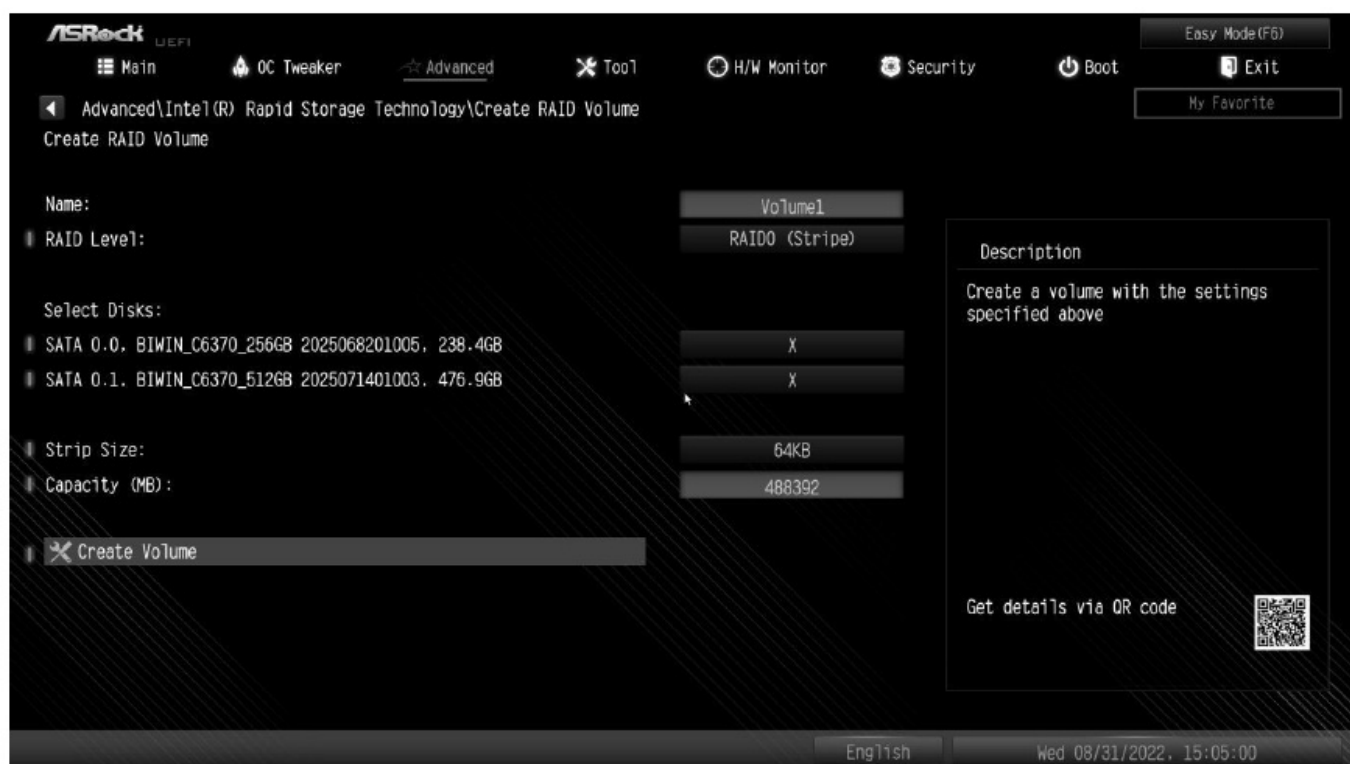 ASRock UEFI
Easy Mode(F6)
Main OC Tweaker Advanced Tool H/W Monitor Security Boot Exit
Advanced\Intel(R) Rapid Storage Technology\Create RAID Volume
My Favorite
Create RAID Volume
Name: Volume1
RAID Level: RAID0 (Stripe)
Select Disks:
SATA 0.0, BIWIN_C6370_256GB 2025068201005, 238.4GB X
SATA 0.1, BIWIN_C6370_512GB 2025071401003, 476.9GB X
Strip Size: 64KB
Capacity (MB): 488392
Create Volume
Description
Create a volume with the settings
specified above
Get details via QR code
English
Wed 08/31/2022, 15:05:00